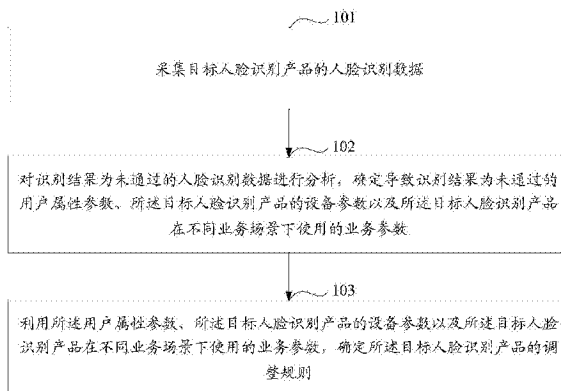 101
采集目标人脸识别产品的人脸识别数据
102
对识别结果为未通过的人脸识别数据进行分析，确定导致识别结果为未通过的
用户属性参数、所述目标人脸识别产品的设备参数以及所述目标人脸识别产品
在不同业务场景下使用的业务参数
103
利用所述用户属性参数、所述目标人脸识别产品的设备参数以及所述目标人脸
识别产品在不同业务场景下使用的业务参数，确定所述目标人脸识别产品的调
整规则